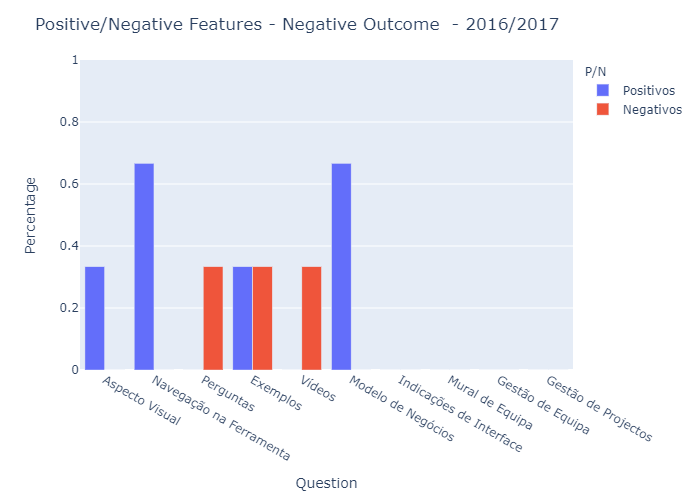 Positive/Negative Features - Negative Outcome  - 2016/2017
P/N
Positivos
Negativos
Percentage
1
0.8
0.6
0.4
0.2
0
Aspecto Visual
Navegação na Ferramenta
Perguntas
Exemplos
Vídeos
Modelo de Negócios
Indicações de Interface
Mural de Equipa
Gestão de Equipa
Gestão de Projectos
Question